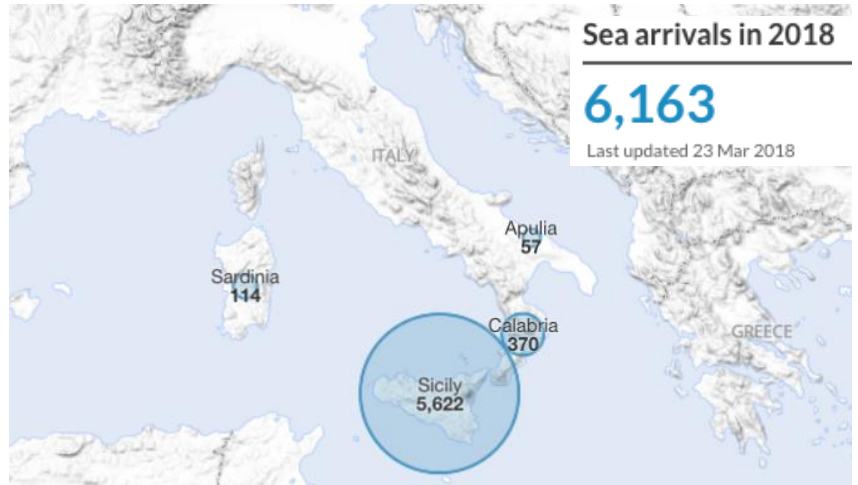 Sea arrivals in 2018
6,163
Last updated 23 Mar 2018
ITALY
Apulia
57
Sardinia
114
Calabria
370
GREECE
Sicily
5,622